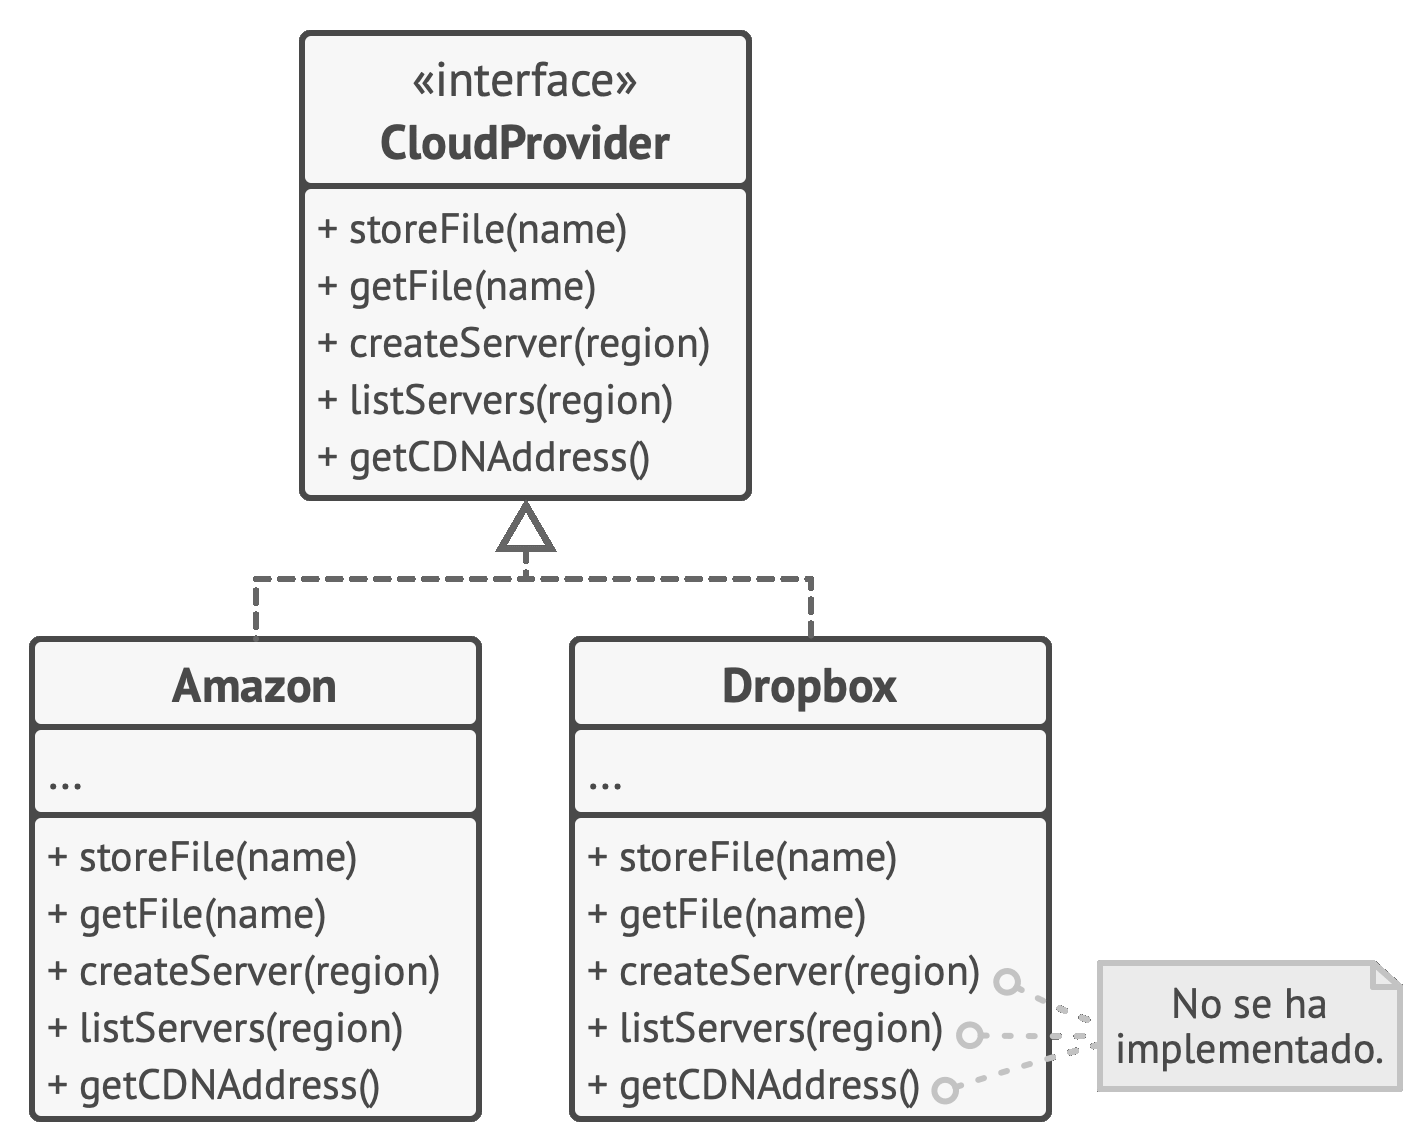 «interface»
CloudProvider
+ storeFile(name)
+ getFile(name)
+ createServer(region)
+ listServers(region)
+ getCDNAddress()
Amazon
...
+ storeFile(name)
+ getFile(name)
+ createServer(region)
+ listServers(region)
+ getCDNAddress()
Dropbox
...
+ storeFile(name)
+ getFile(name)
+ createServer(region)
+ listServers(region)
+ getCDNAddress()
No se ha
implementado.